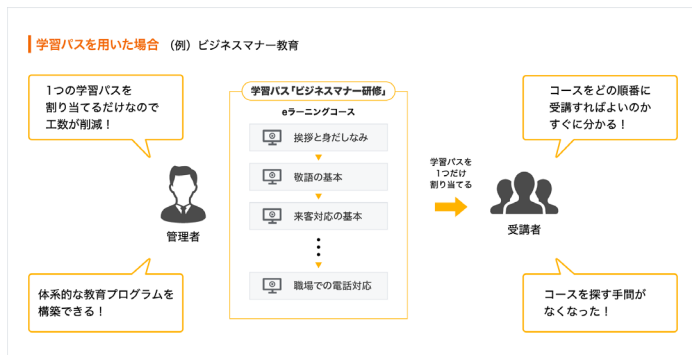 学習パスを用いた場合 （例）ビジネスマナー教育
1つの学習パスを
割り当てるだけなので
工数が削減！
管理者
体系的な教育プログラムを
構築できる！
学習パス「ビジネスマナー研修」
eラーニングコース
挨拶と身だしなみ
敬語の基本
来客対応の基本
職場での電話対応
学習パスを
1つだけ
割り当てる
コースをどの順番に
受講すればよいのか
すぐに分かる！
受講者
コースを探す手間が
なくなった！